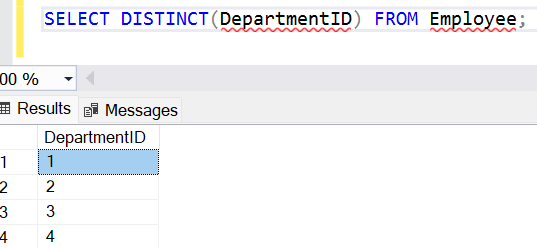 SELECT DISTINCT(DepartmentID) FROM Employee;
00 %
Results Messages
DepartmentID
1 1
2 2
3 3
4 4